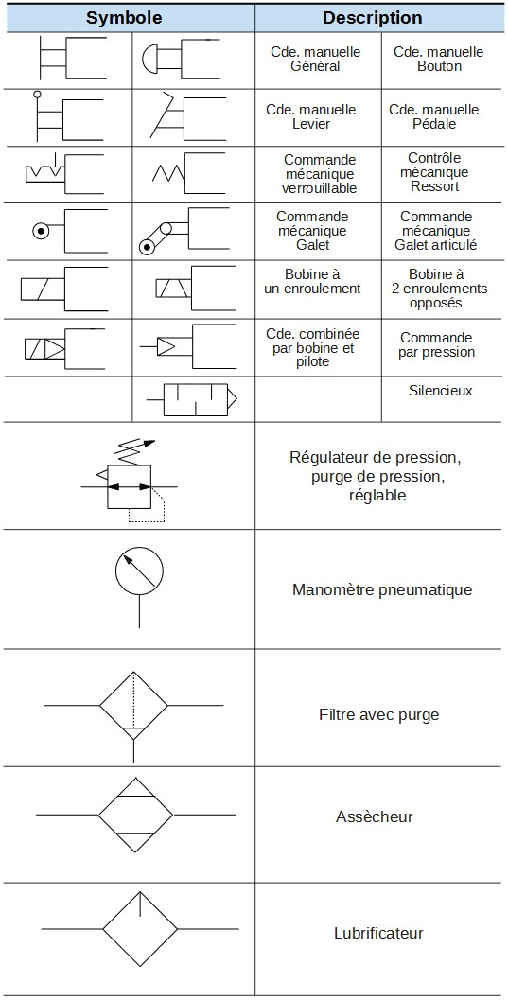 Symbole
Description
Cde. manuelle
Général
Cde. manuelle
Bouton
Cde. manuelle
Levier
Cde. manuelle
Pédale
Commande
mécanique
verrouillable
Contrôle
mécanique
Ressort
Commande
mécanique
Galet
Commande
mécanique
Galet articulé
Bobine à
un enroulement
Bobine à
2 enroulements
opposés
Cde. combinée
par bobine et
pilote
Commande
par pression
Silencieux
Régulateur de pression,
purge de pression,
réglable
Manomètre pneumatique
Filtre avec purge
Assècheur
Lubrificateur